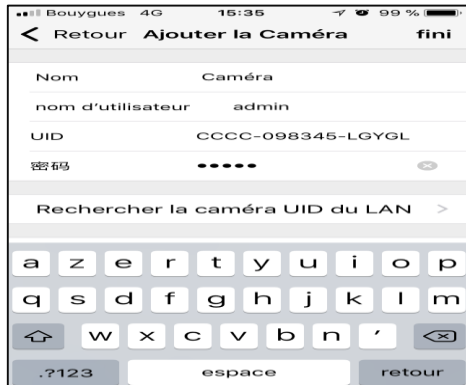 Bouygues 4G 15:35 99 %
Retour Ajouter la Caméra fini
Nom Caméra
nom d'utilisateur admin
UID CCCC-098345-LGYGL
密码 •••••
Rechercher la caméra UID du LAN >
a z e r t y u i o p
q s d f g h j k l m
w x c v b n '
.?123 espace retour